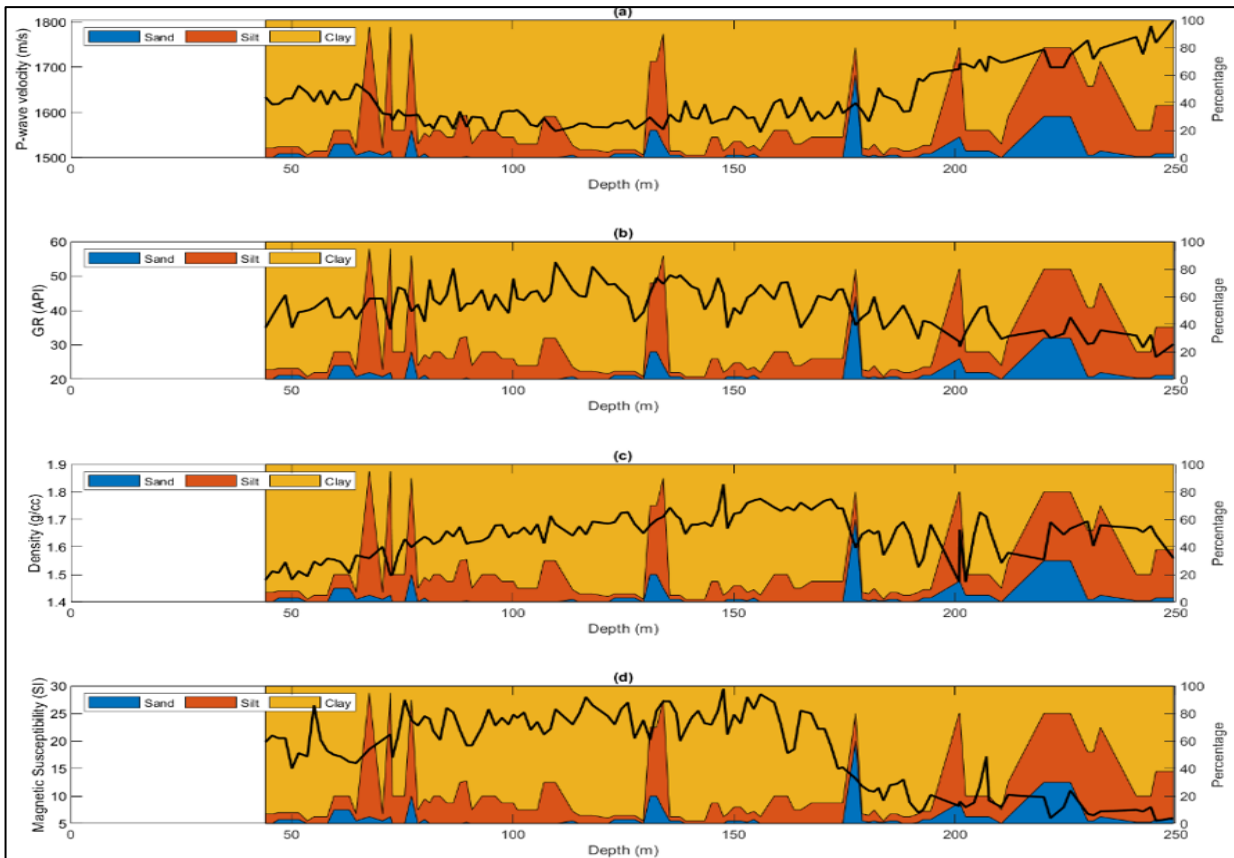 (a)
Sand Silt Clay
P-wave velocity (m/s)
1800
1700
1600
1500
100
80
60
40
20
0
Percentage
0 50 100 150 200 250
Depth (m)
(b)
Sand Silt Clay
GR (API)
60
50
40
30
20
100
80
60
40
20
0
Percentage
0 50 100 150 200 250
Depth (m)
(c)
Sand Silt Clay
Density (g/cc)
1.9
1.8
1.7
1.6
1.5
1.4
100
80
60
40
20
0
Percentage
0 50 100 150 200 250
Depth (m)
(d)
Sand Silt Clay
Magnetic Susceptibility (SI)
30
25
20
15
10
5
100
80
60
40
20
0
Percentage
0 50 100 150 200 250
Depth (m)